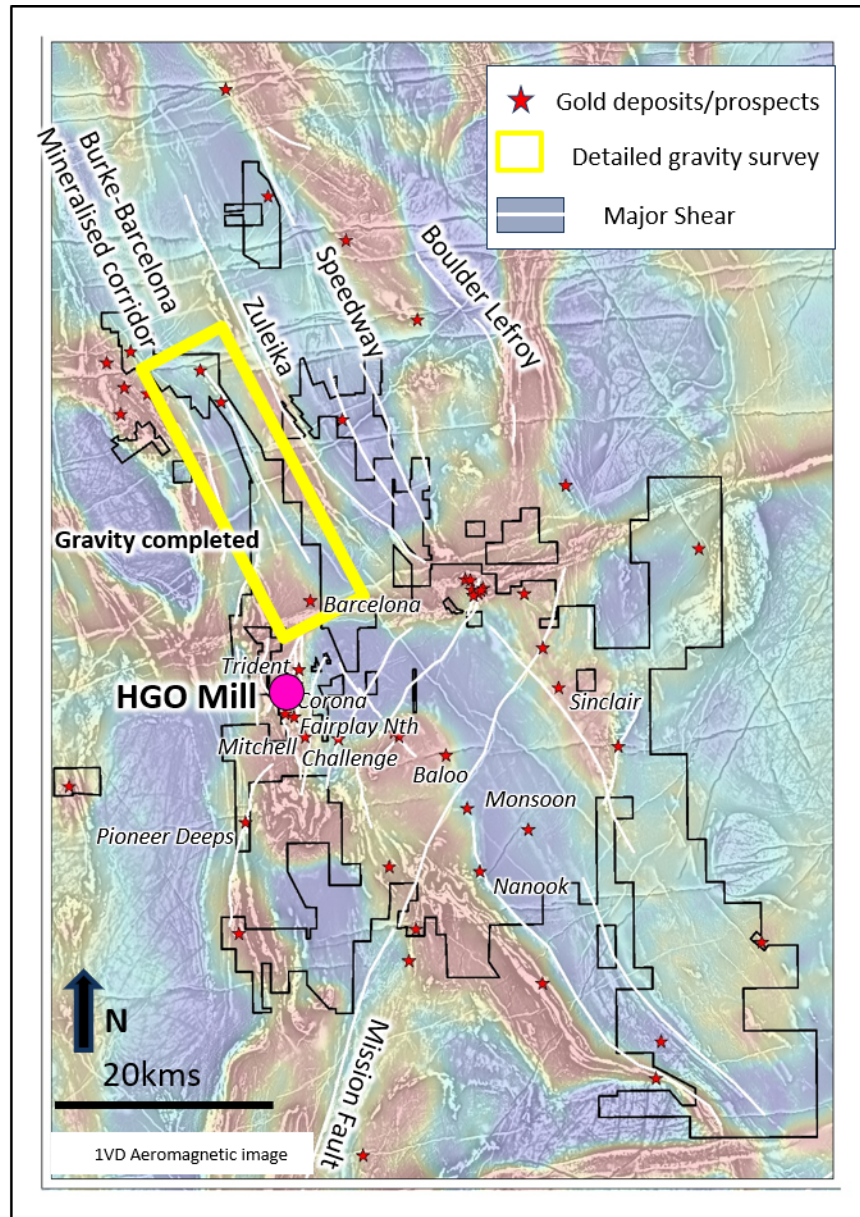 Gold deposits/prospects
Detailed gravity survey
Major Shear
Burke-Barcelona
Mineralised corridor
Zuleika
Speedway
Boulder Lefroy
Gravity completed
Barcelona
Trident
HGO Mill
Corona
Fairplay Nth
Mitchell
Challenge
Sinclair
Baloo
Monsoon
Pioneer Deeps
Nanook
Mission Fault
N
20kms
1VD Aeromagnetic image